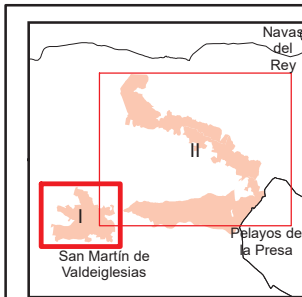 Navas
del
Rey
II
I
Pelayos de
la Presa
San Martín de
Valdeiglesias